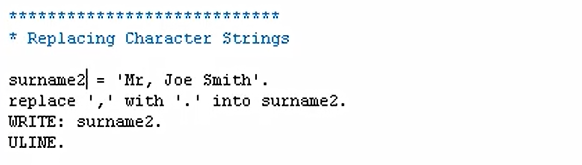 ****************************
* Replacing Character Strings
surname2 = 'Mr, Joe Smith'.
replace ',' with '.' into surname2.
WRITE: surname2.
ULINE.